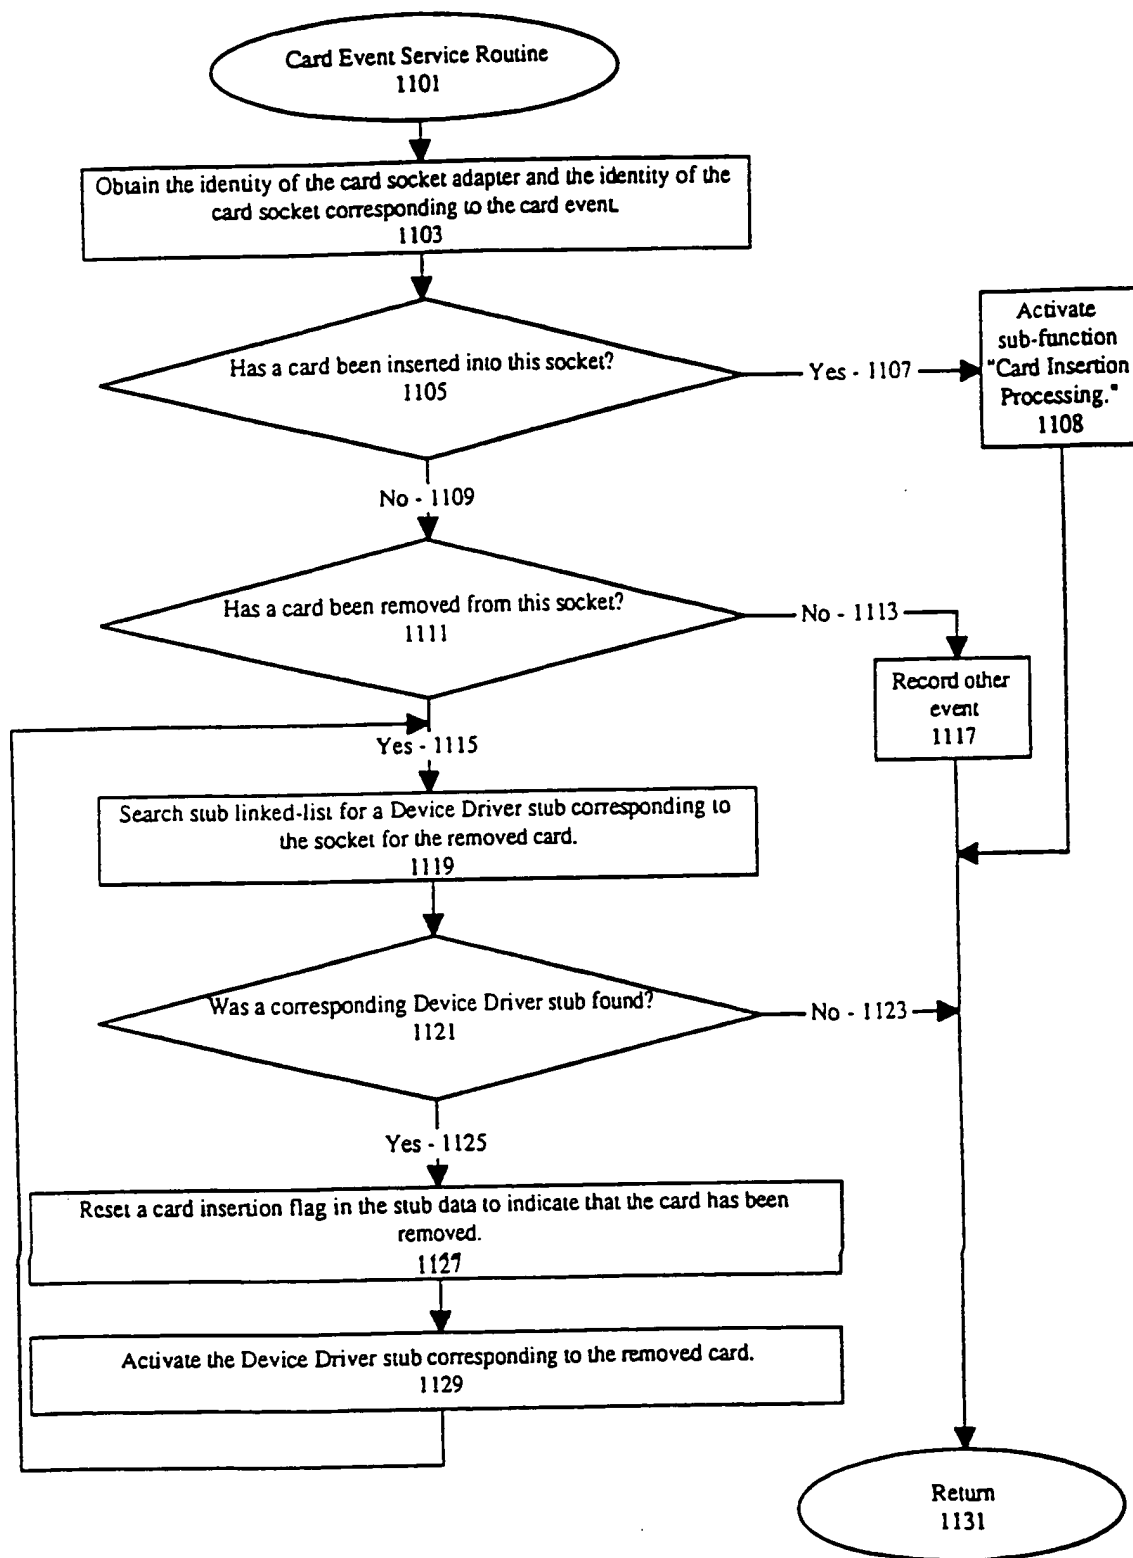 Card Event Service Routine
1101
Obtain the identity of the card socket adapter and the identity of the
card socket corresponding to the card event.
1103
Has a card been inserted into this socket?
1105
Yes - 1107
Activate
sub-function
"Card Insertion
Processing."
1108
No - 1109
Has a card been removed from this socket?
1111
No - 1113
Record other
event
1117
Yes - 1115
Search stub linked-list for a Device Driver stub corresponding to
the socket for the removed card.
1119
Was a corresponding Device Driver stub found?
1121
No - 1123
Yes - 1125
Reset a card insertion flag in the stub data to indicate that the card has been
removed.
1127
Activate the Device Driver stub corresponding to the removed card.
1129
Return
1131